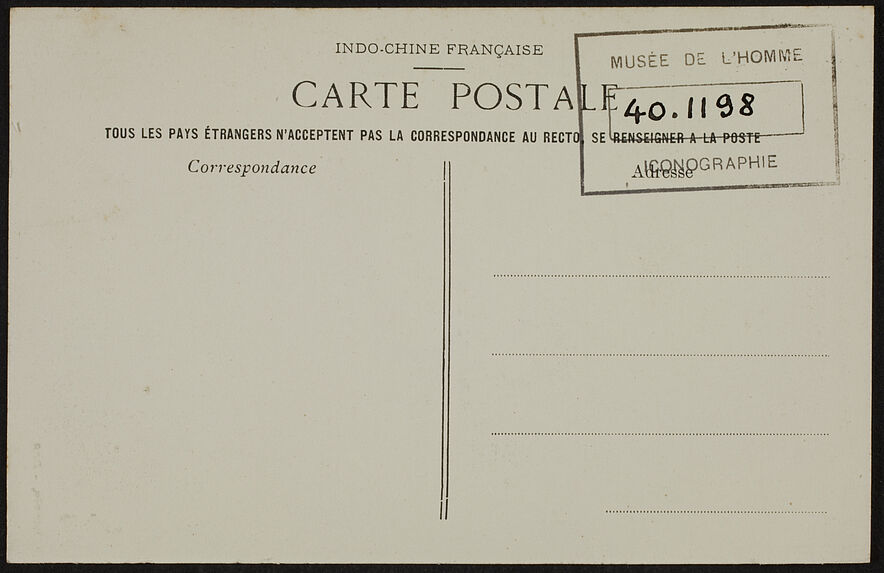 INDO-CHINE FRANÇAISE
CARTE POSTALE
TOUS LES PAYS ÉTRANGERS N'ACCEPTENT PAS LA CORRESPONDANCE AU RECTO, SE RENSEIGNER A LA POSTE
Correspondance
Adresse
MUSÉE DE L'HOMME
40.1198
ICONOGRAPHIE